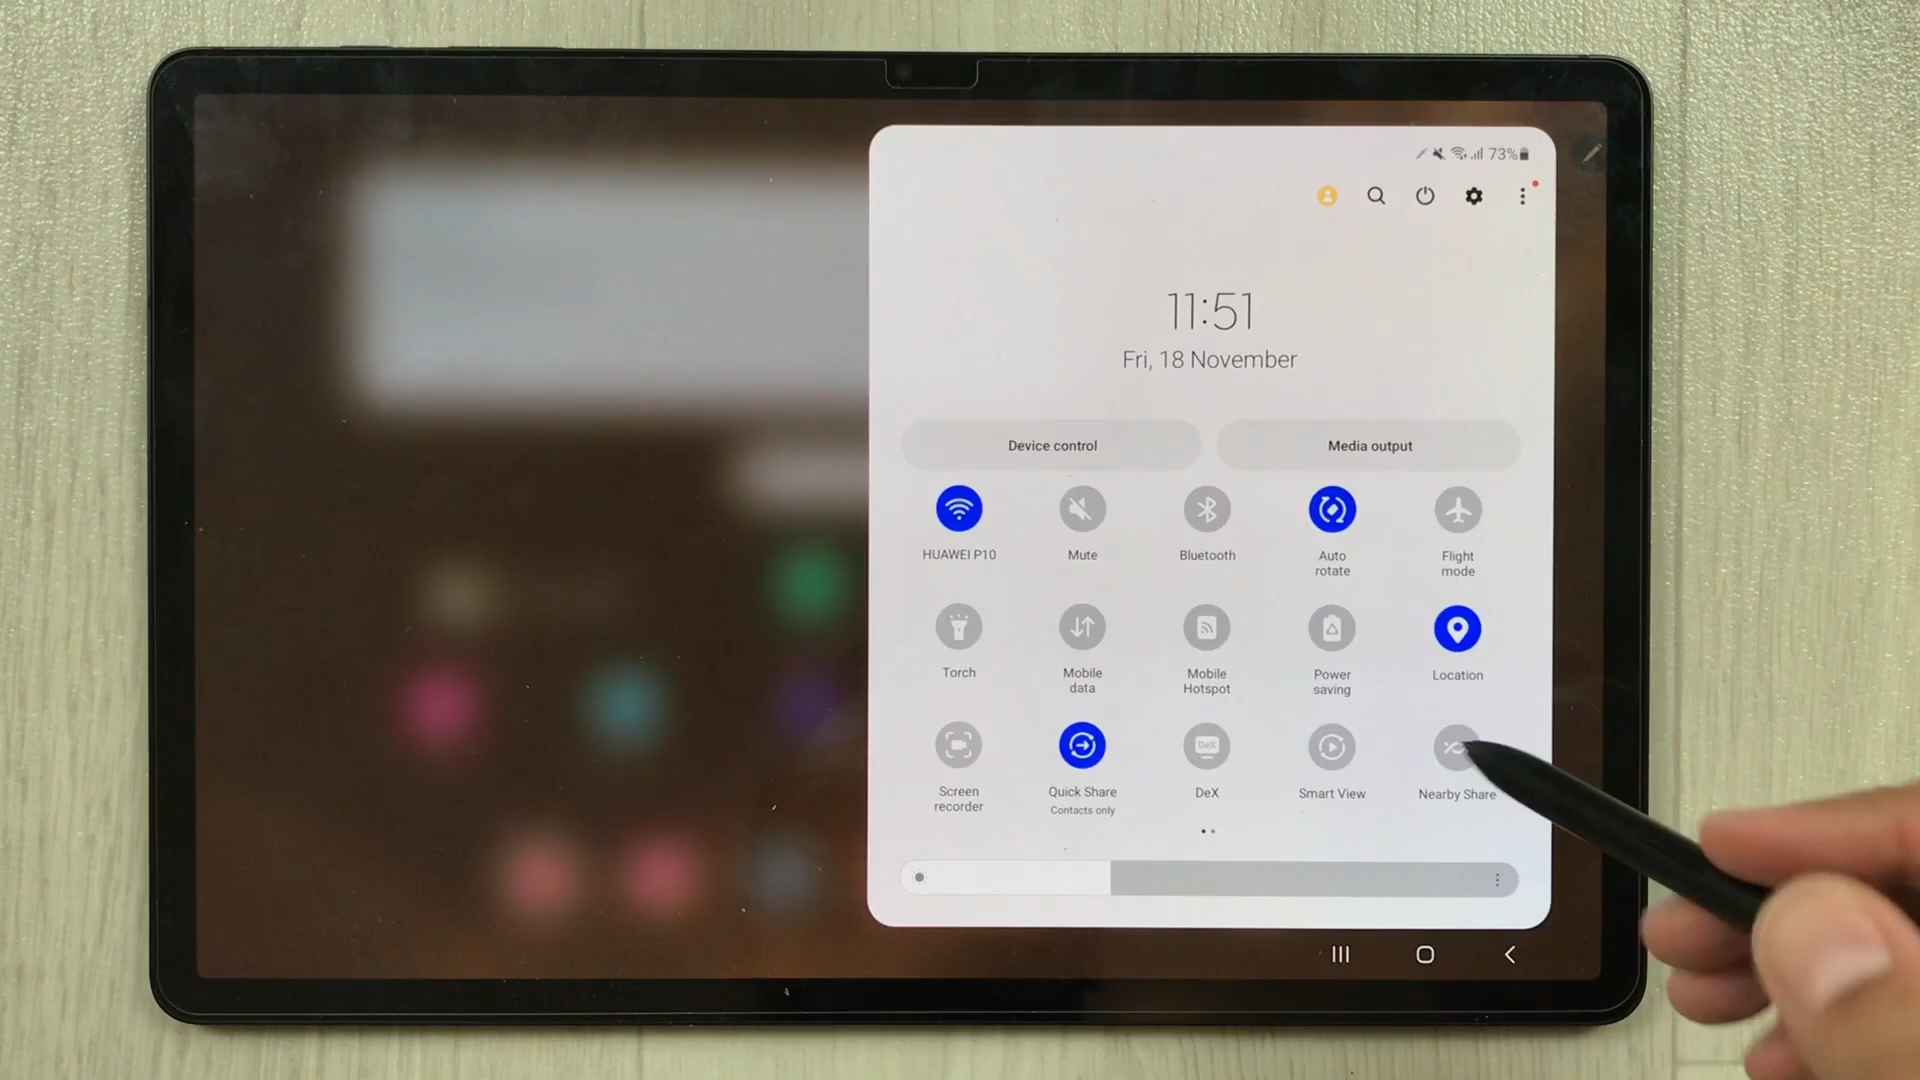 73%
11:51
Fri, 18 November
Device control
Media output
HUAWEI P10
Mute
Bluetooth
Auto
rotate
Flight
mode
Torch
Mobile
data
Mobile
Hotspot
Power
saving
Location
DeX
Screen
recorder
Quick Share
Contacts only
DeX
Smart View
Nearby Share